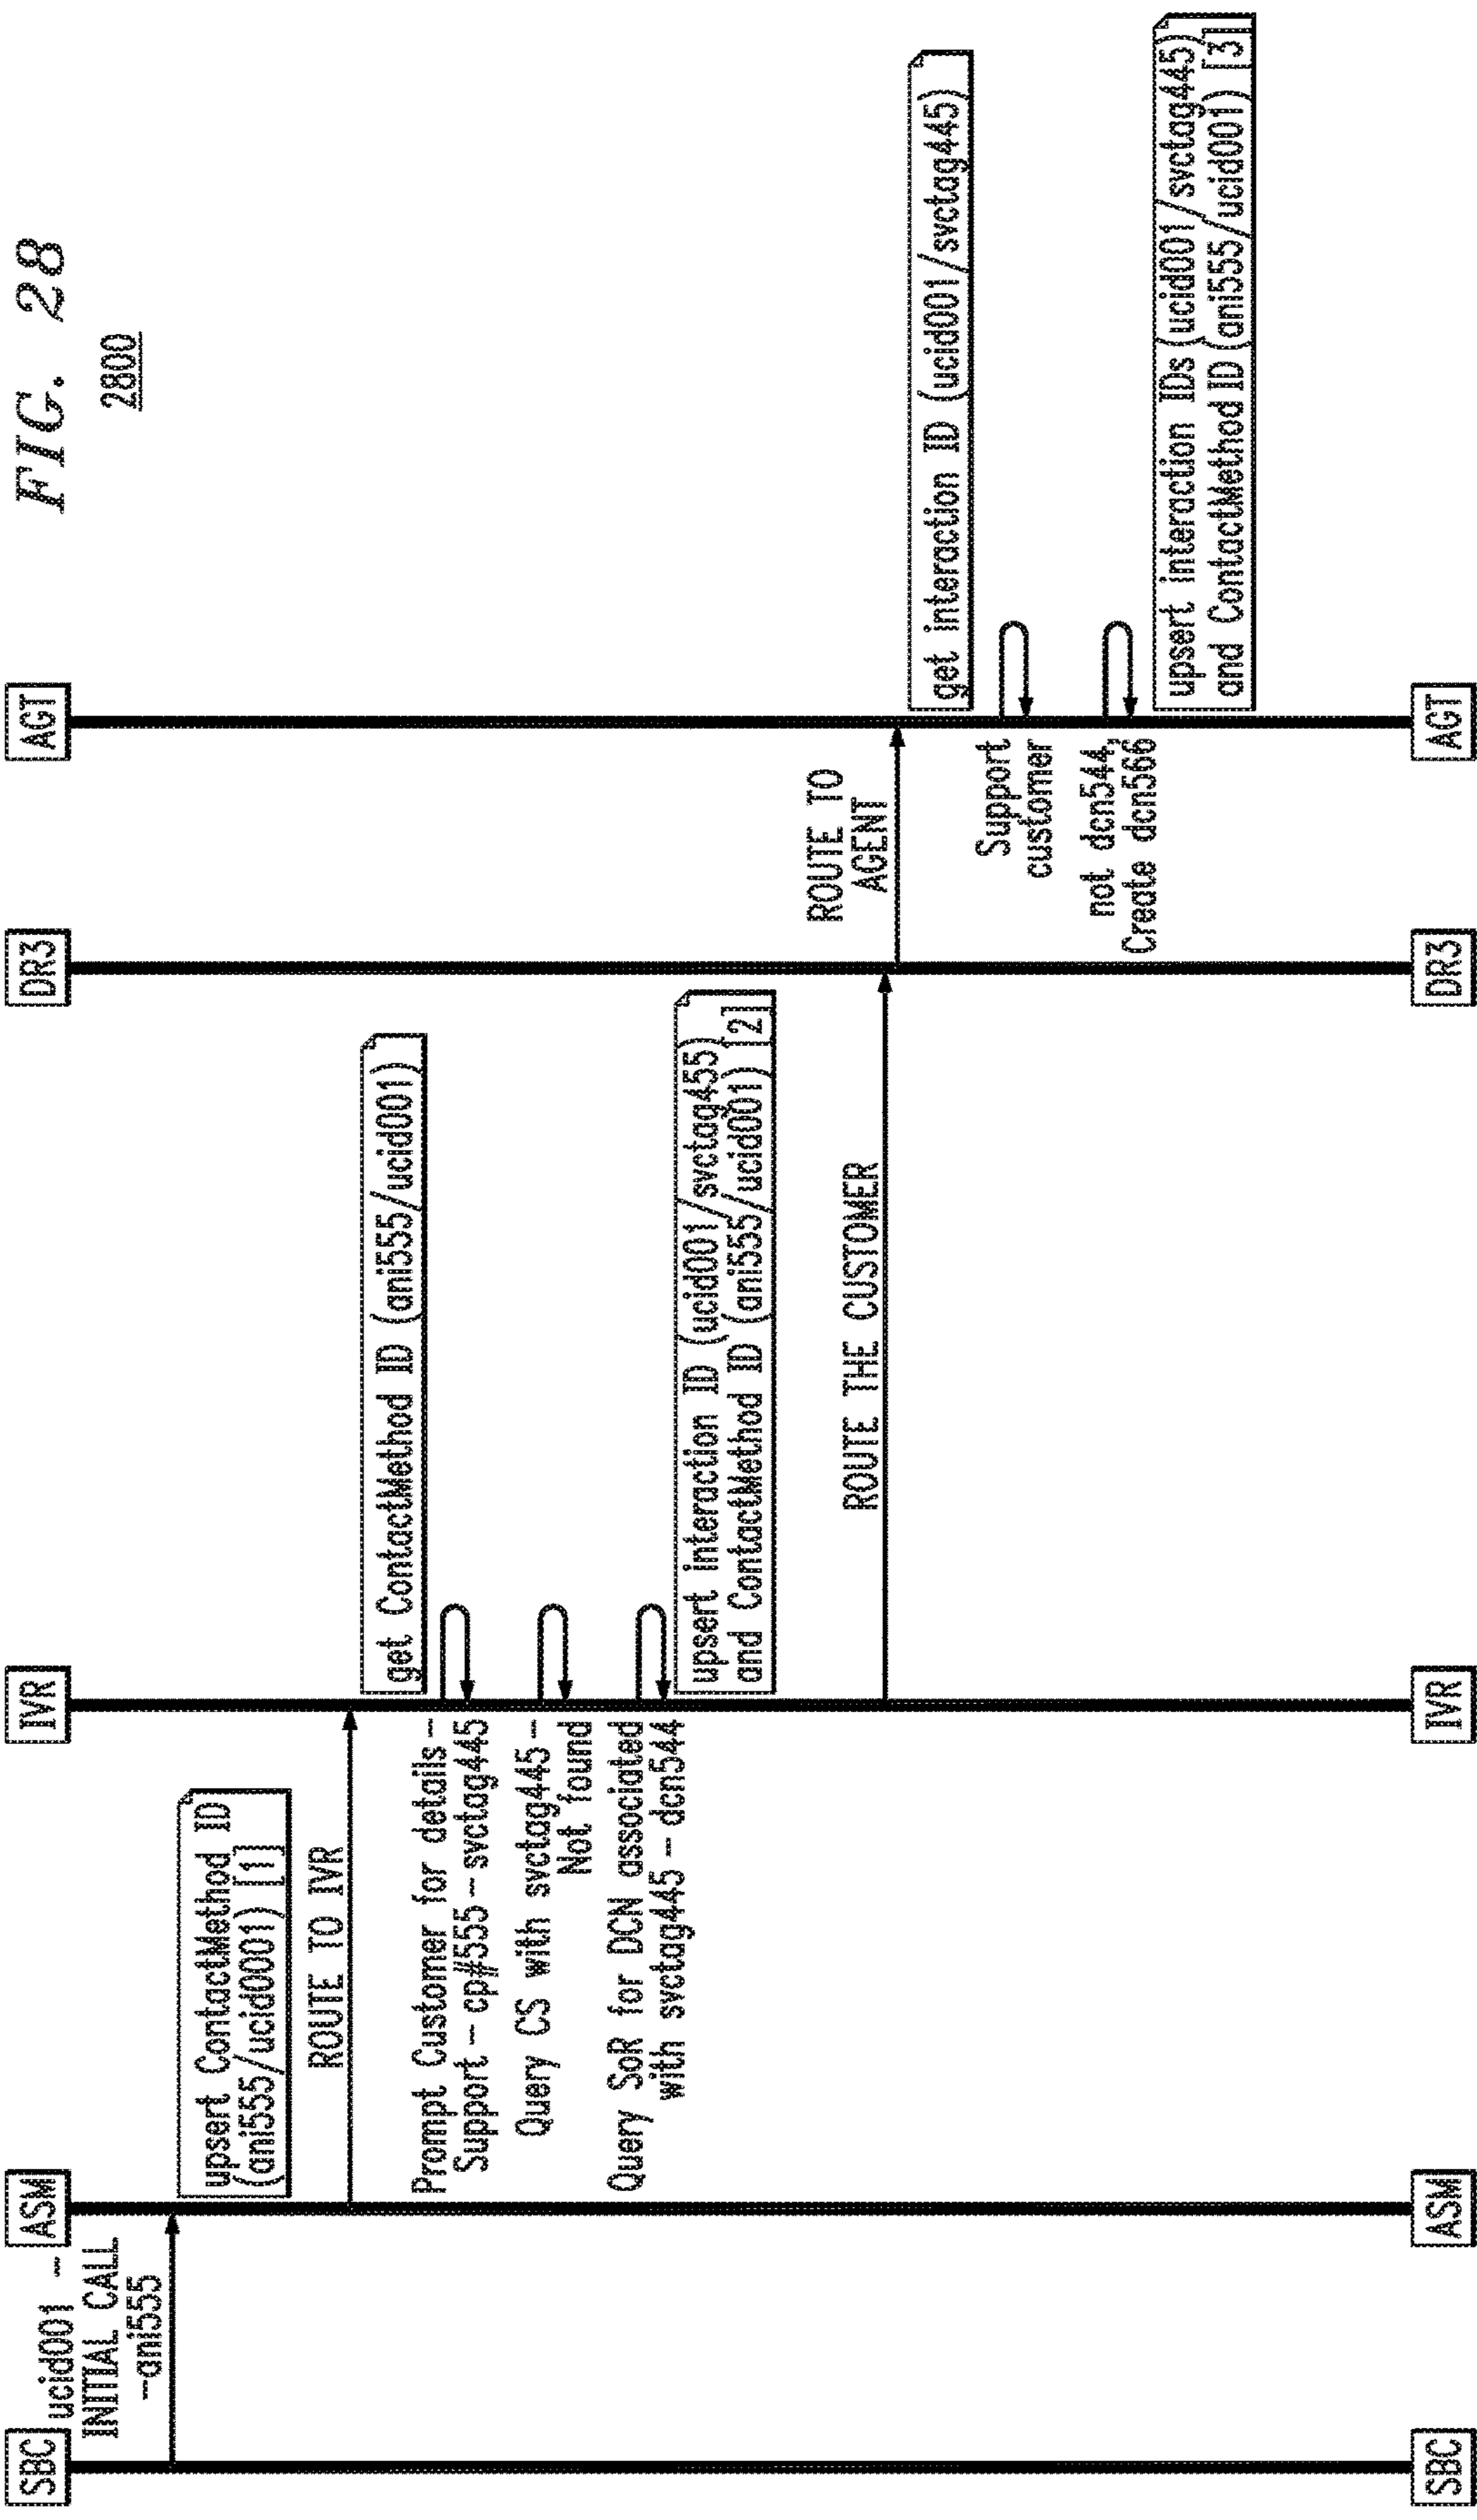 FIG. 28
2800
SBC
ASM
IVR
DR3
AGT
ucid001 -
INITIAL CALL
-ani555
upsert ContactMethod ID
(ani555/ucid0001) [1]
ROUTE TO IVR
get ContactMethod ID (ani555/ucid001)
Prompt Customer for details-
Support - cp#555 - svctag445
Query CS with svctag445 -
Not found
Query SoR for DCN associated
with svctag445 - dcn544
upsert interaction ID (ucid001/svctag455)
and ContactMethod ID (ani555/ucid001) [2]
ROUTE THE CUSTOMER
ROUTE TO
AGENT
get interaction ID (ucid001/svctag445)
Support
customer
not dcn544,
Create dcn566
upsert interaction IDs (ucid001/svctag445)
and ContactMethod ID (ani555/ucid001) [3]
SBC
ASM
IVR
DR3
AGT